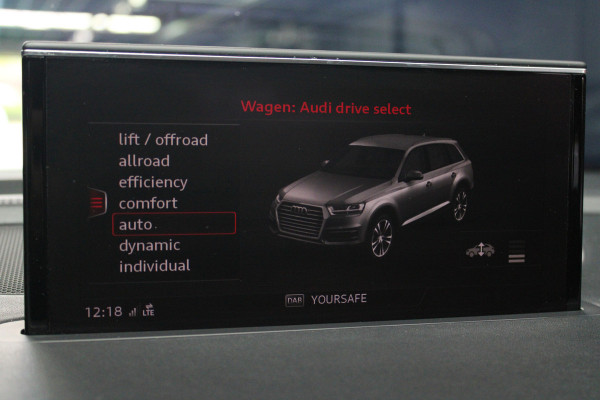 Wagen: Audi drive select
lift / offroad
allroad
efficiency
comfort
auto
dynamic
individual
12:18 LTE
DAB YOURSAFE